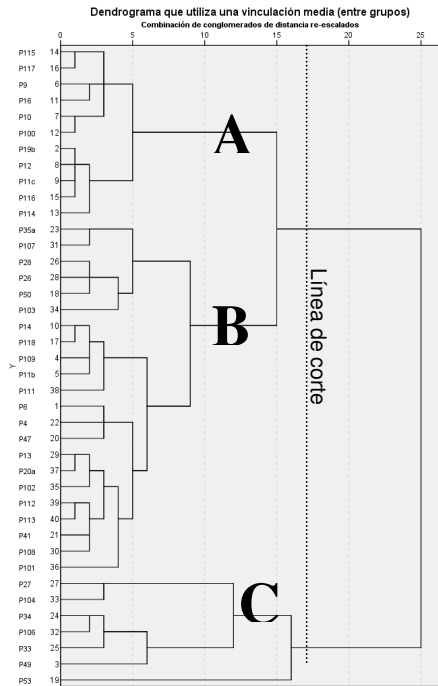 Dendrograma que utiliza una vinculación media (entre grupos)
Combinación de conglomerados de distancia re-escalados
0 5 10 15 20 25
P115 14
P117 16
P9 6
P16 11
P10 7
P100 12
P19b 2
P12 8
P11c 9
P116 15
P114 13
P35a 23
P107 31
P28 26
P26 28
P50 18
P103 34
P14 10
P118 17
P109 4
P11b 5
P111 38
P6 1
P4 22
P47 20
P13 29
P20a 37
P102 35
P112 39
P113 40
P41 21
P108 30
P101 36
P27 27
P104 33
P34 24
P106 32
P33 25
P49 3
P53 19
Y
A
B
C
Línea de corte